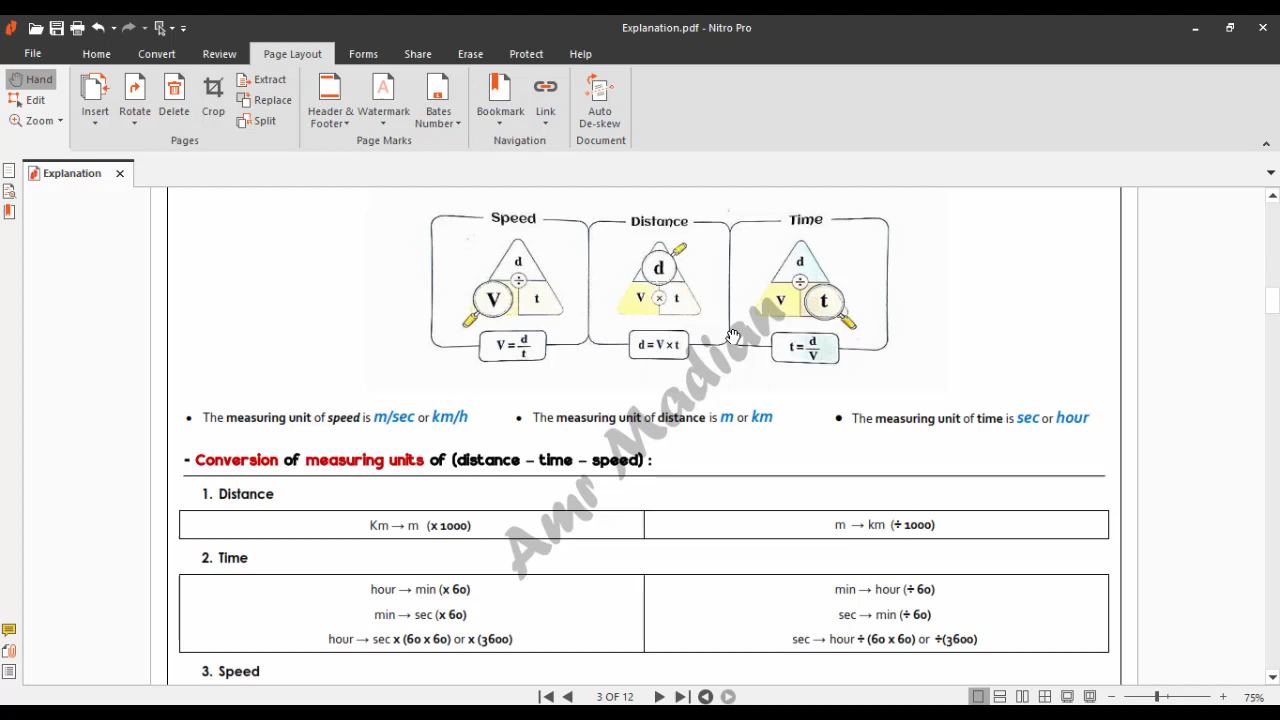 Explanation.pdf - Nitro Pro
File Home Convert Review Page Layout Forms Share Erase Protect Help
Hand
Edit
Zoom
Insert Rotate Delete Crop
Extract
Replace
Split
Pages
Header & Footer
Watermark
Bates Number
Page Marks
Bookmark
Link
Navigation
Auto De-skew
Document
Explanation
Speed Distance Time
d ÷ V t
d V × t
d ÷ V t
V = d/t
d = V × t
t = d/V
• The measuring unit of speed is m/sec or km/h • The measuring unit of distance is m or km • The measuring unit of time is sec or hour
- Conversion of measuring units of (distance – time – speed) :
1. Distance
Km → m (x 1000) m → km (÷ 1000)
2. Time
hour → min (x 60) min → hour (÷ 60)
min → sec (x 60) sec → min (÷ 60)
hour → sec x (60 x 60) or x (3600) sec → hour ÷ (60 x 60) or ÷(3600)
3. Speed
Amr Madian
3 OF 12
75%